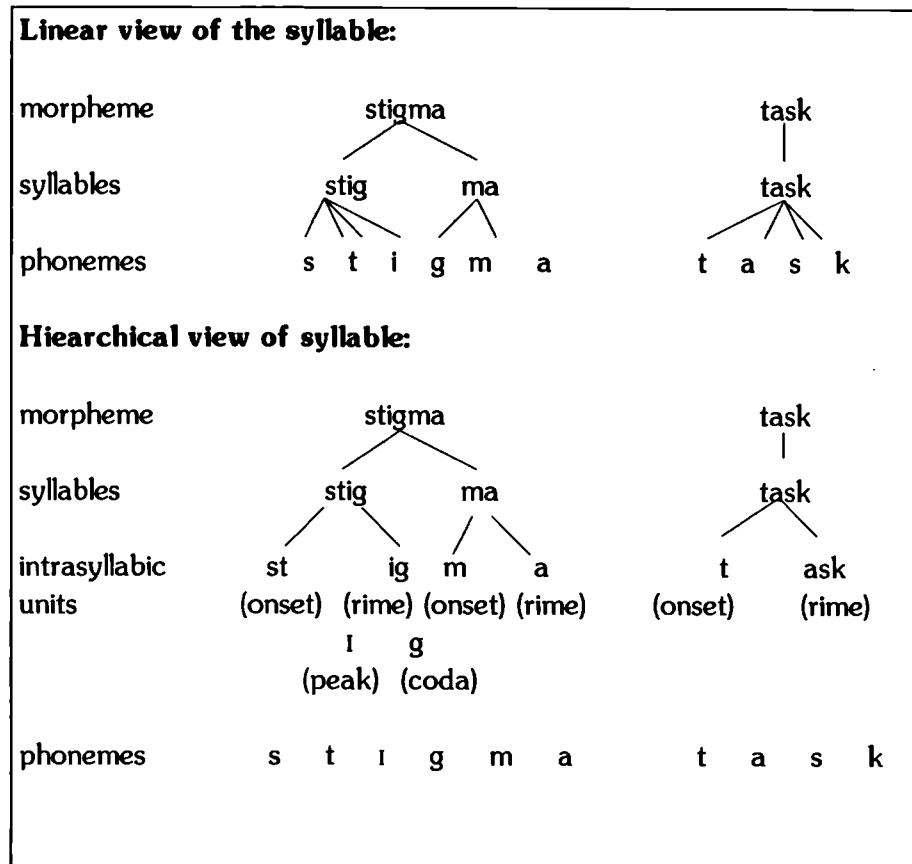 Linear view of the syllable:
morpheme stigma task
syllables stig ma task
phonemes s t i g m a t a s k
Hiearchical view of syllable:
morpheme stigma task
syllables stig ma task
intrasyllabic st ig m a t ask
units (onset) (rime) (onset) (rime) (onset) (rime)
I g
(peak) (coda)
phonemes s t I g m a t a s k